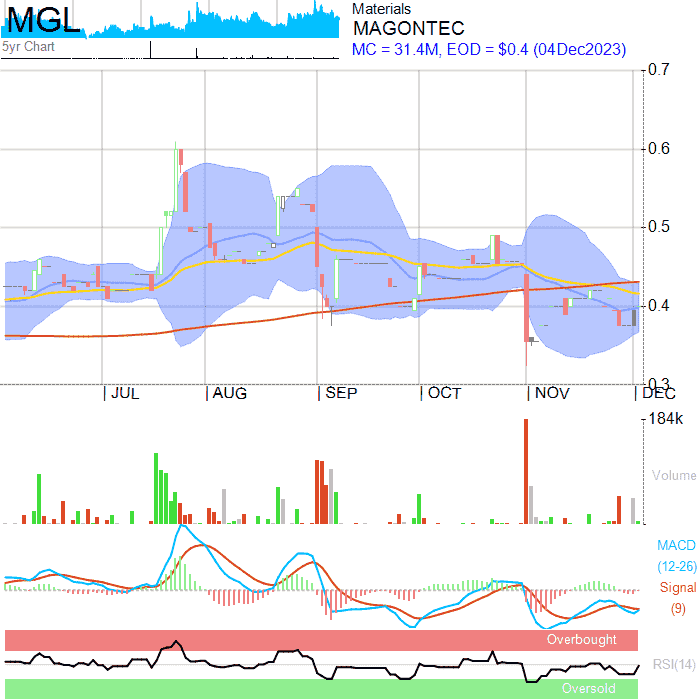 MGL
5yr Chart
Materials
MAGONTEC
MC = 31.4M, EOD = $0.4 (04Dec2023)
0.7
0.6
0.5
0.4
0.3
JUL
AUG
SEP
OCT
NOV
DEC
184k
Volume
MACD
(12-26)
Signal
(9)
Overbought
RSI(14)
Oversold